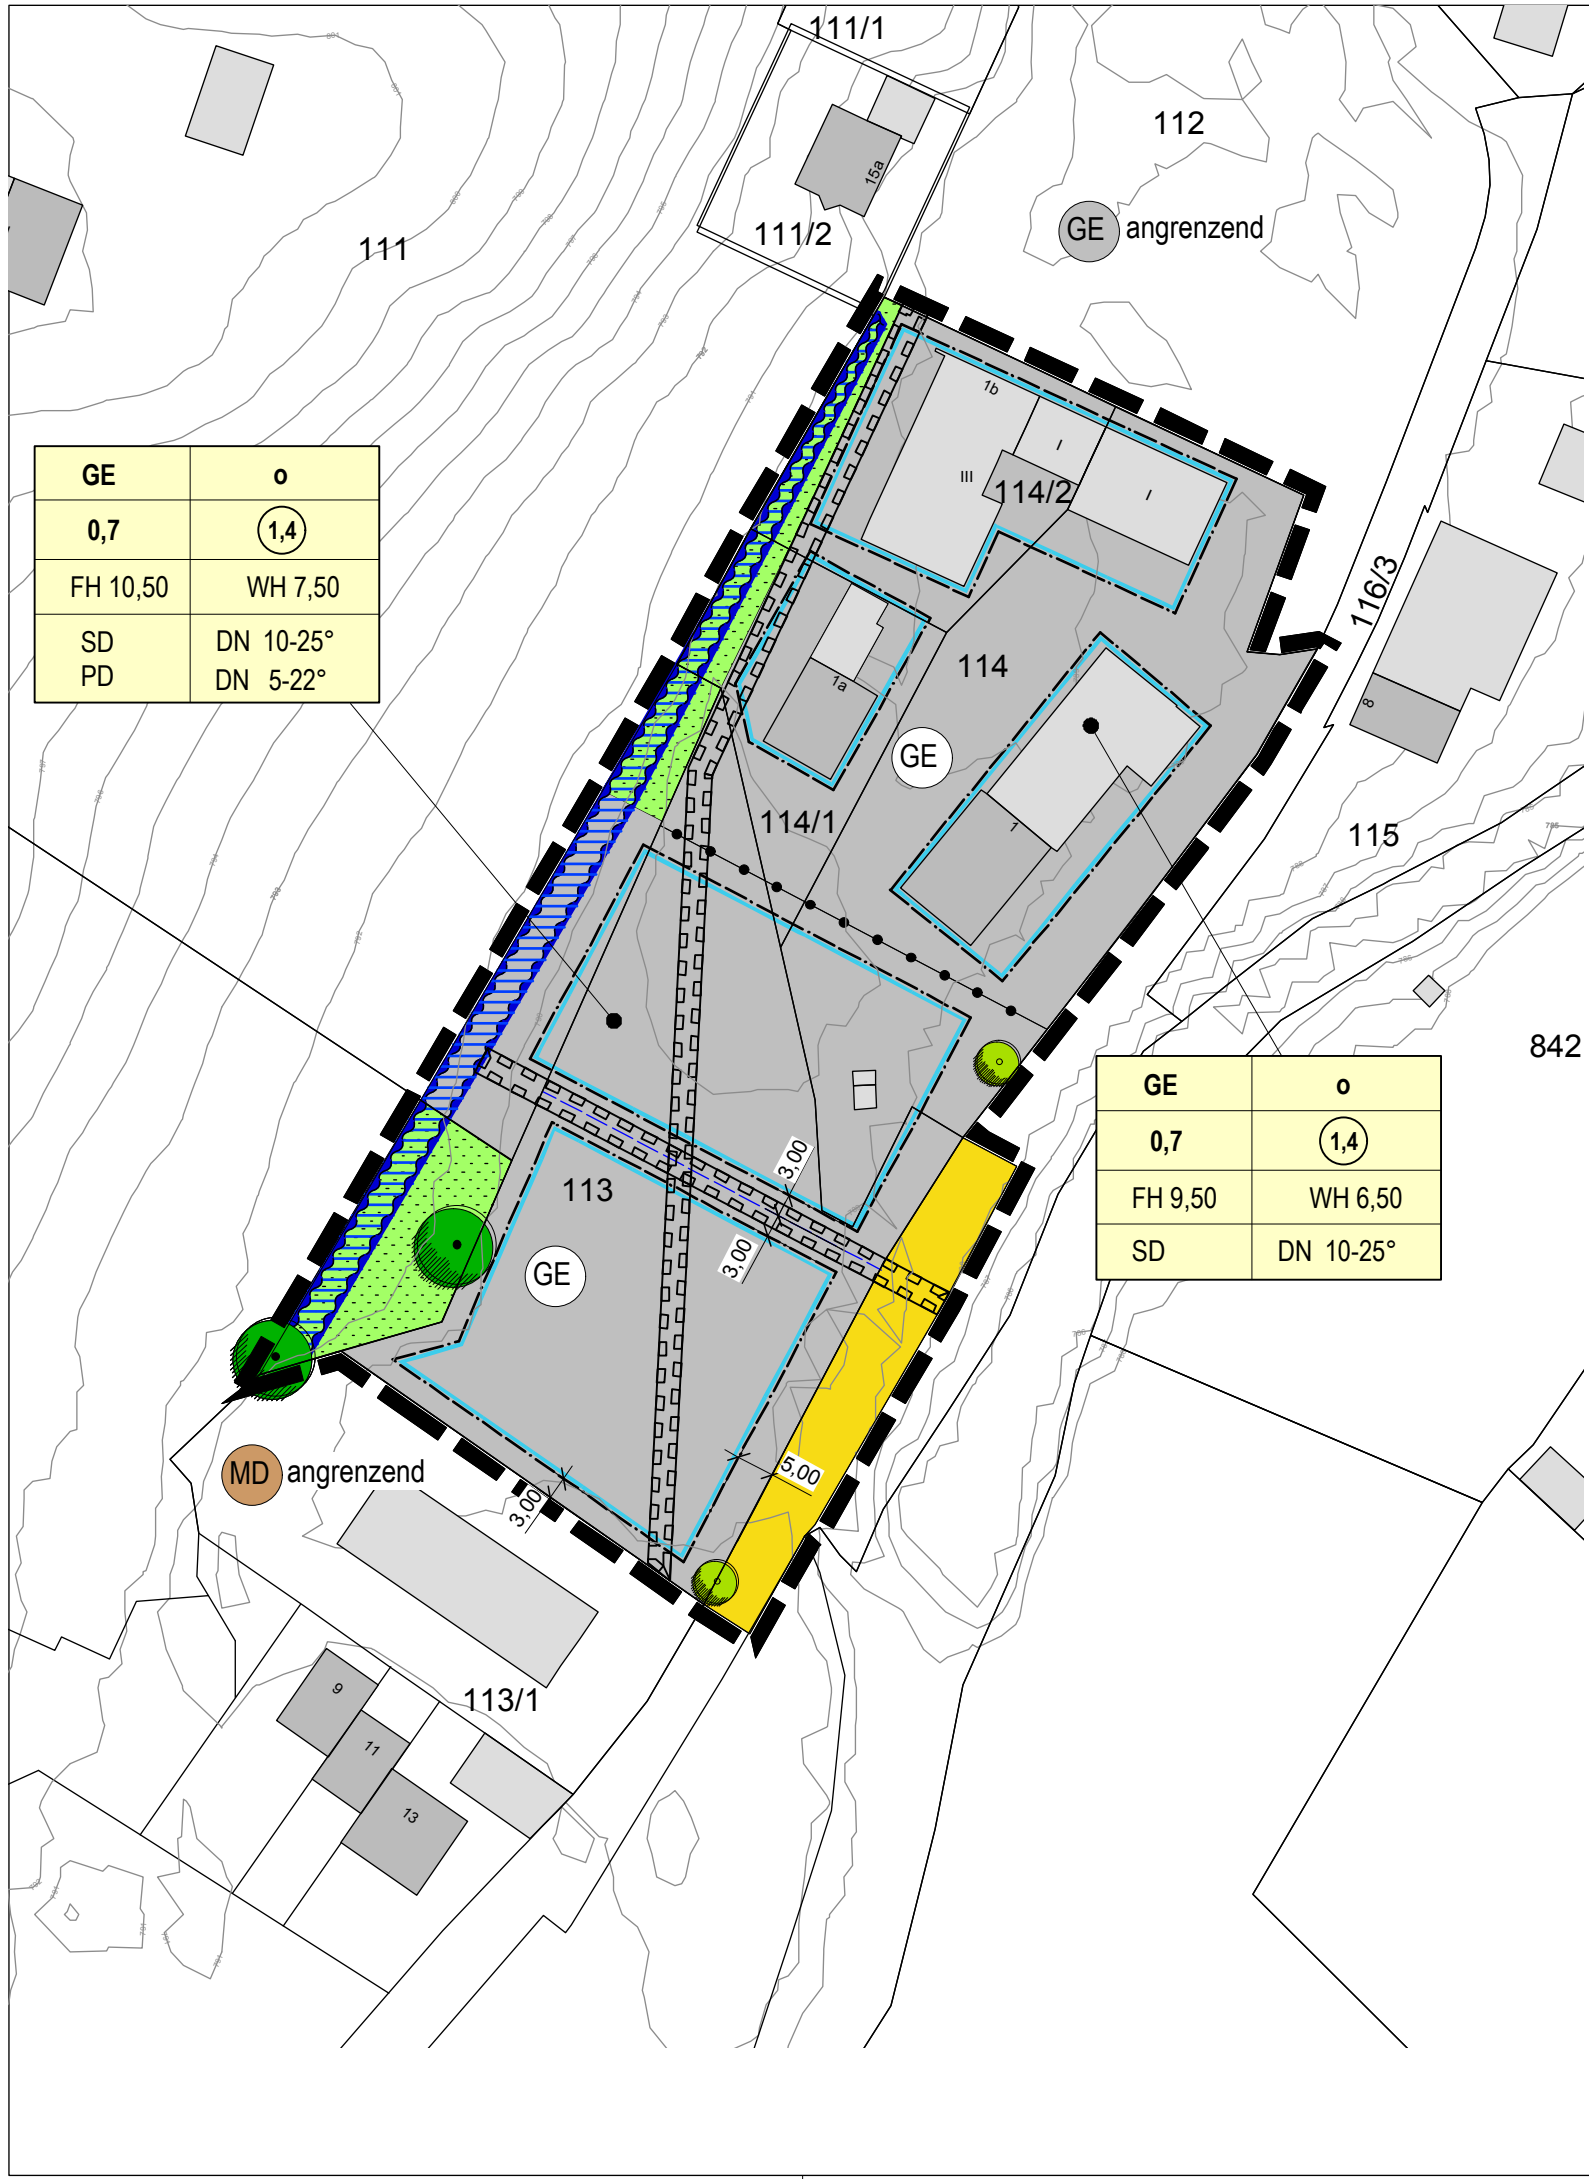 111/1
112
15a
111
111/2
GE angrenzend
1b
I
III
114/2
I
GE o
0,7 1,4
FH 10,50 WH 7,50
SD DN 10-25°
PD DN 5-22°
116/3
114
1a
8
GE
114/1
1
115
842
GE o
0,7 1,4
FH 9,50 WH 6,50
SD DN 10-25°
3,00
113
3,00
GE
MD angrenzend
5,00
3,00
9
113/1
11
13